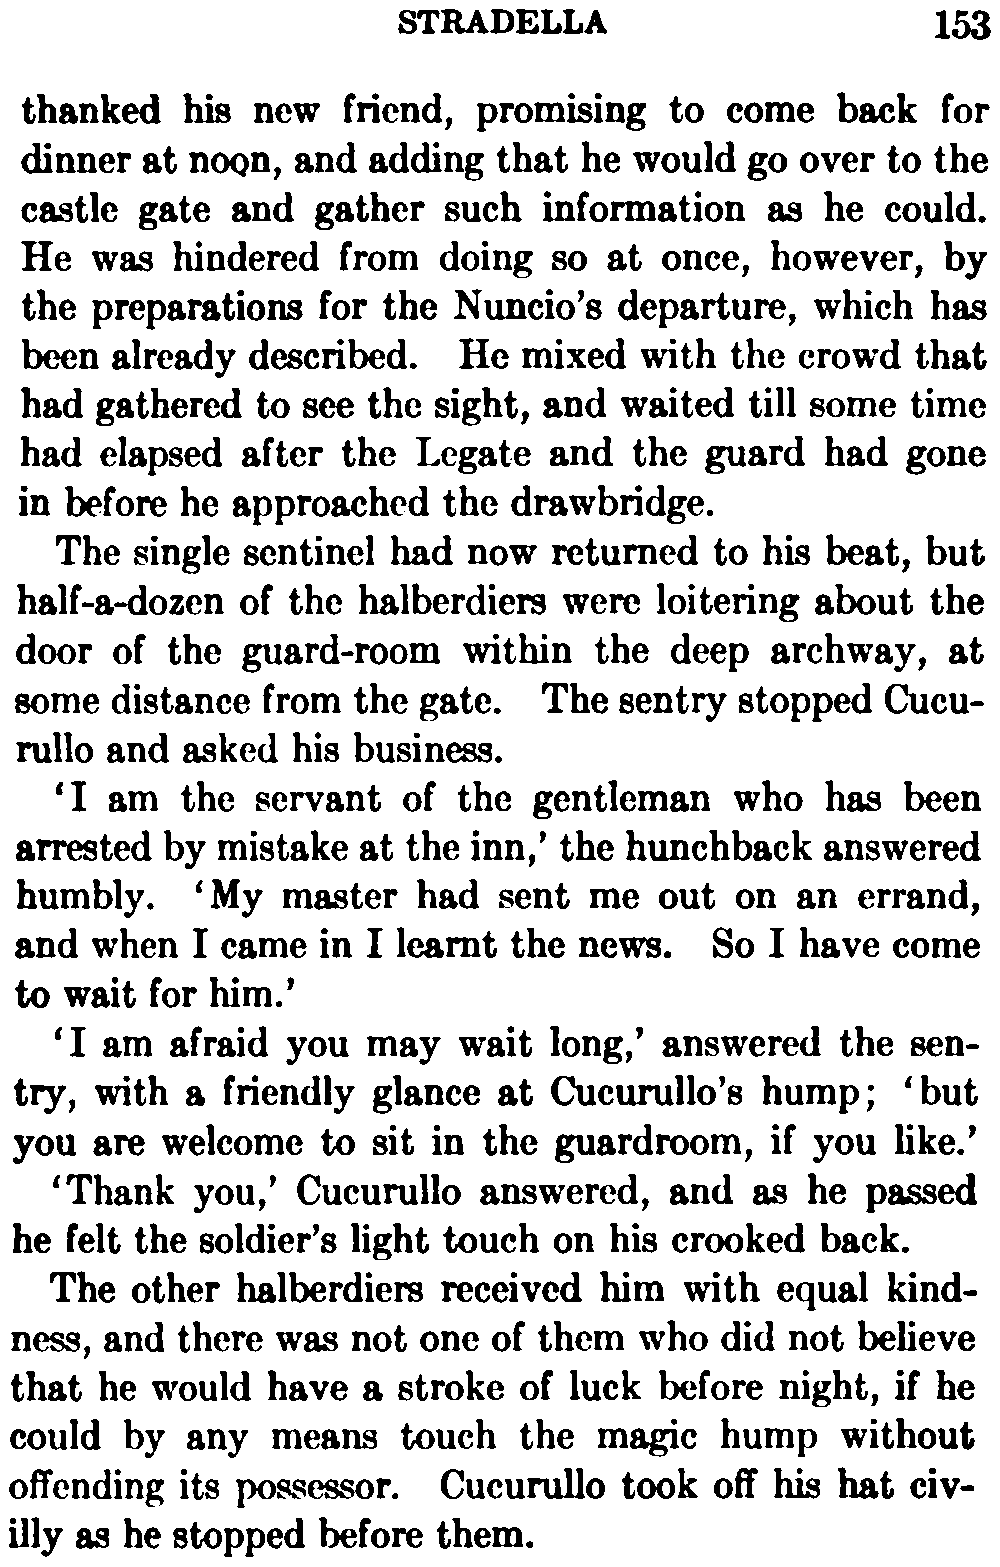 STRADELLA 153
thanked his new friend, promising to come back for
dinner at noon, and adding that he would go over to the
castle gate and gather such information as he could.
He was hindered from doing so at once, however, by
the preparations for the Nuncio's departure, which has
been already described. He mixed with the crowd that
had gathered to see the sight, and waited till some time
had elapsed after the Legate and the guard had gone
in before he approached the drawbridge.
The single sentinel had now returned to his beat, but
half-a-dozen of the halberdiers were loitering about the
door of the guard-room within the deep archway, at
some distance from the gate. The sentry stopped Cucu-
rullo and asked his business.
'I am the servant of the gentleman who has been
arrested by mistake at the inn,' the hunchback answered
humbly. 'My master had sent me out on an errand,
and when I came in I learnt the news. So I have come
to wait for him.'
'I am afraid you may wait long,' answered the sen-
try, with a friendly glance at Cucurullo's hump; 'but
you are welcome to sit in the guardroom, if you like.'
'Thank you,' Cucurullo answered, and as he passed
he felt the soldier's light touch on his crooked back.
The other halberdiers received him with equal kind-
ness, and there was not one of them who did not believe
that he would have a stroke of luck before night, if he
could by any means touch the magic hump without
offending its possessor. Cucurullo took off his hat civ-
illy as he stopped before them.